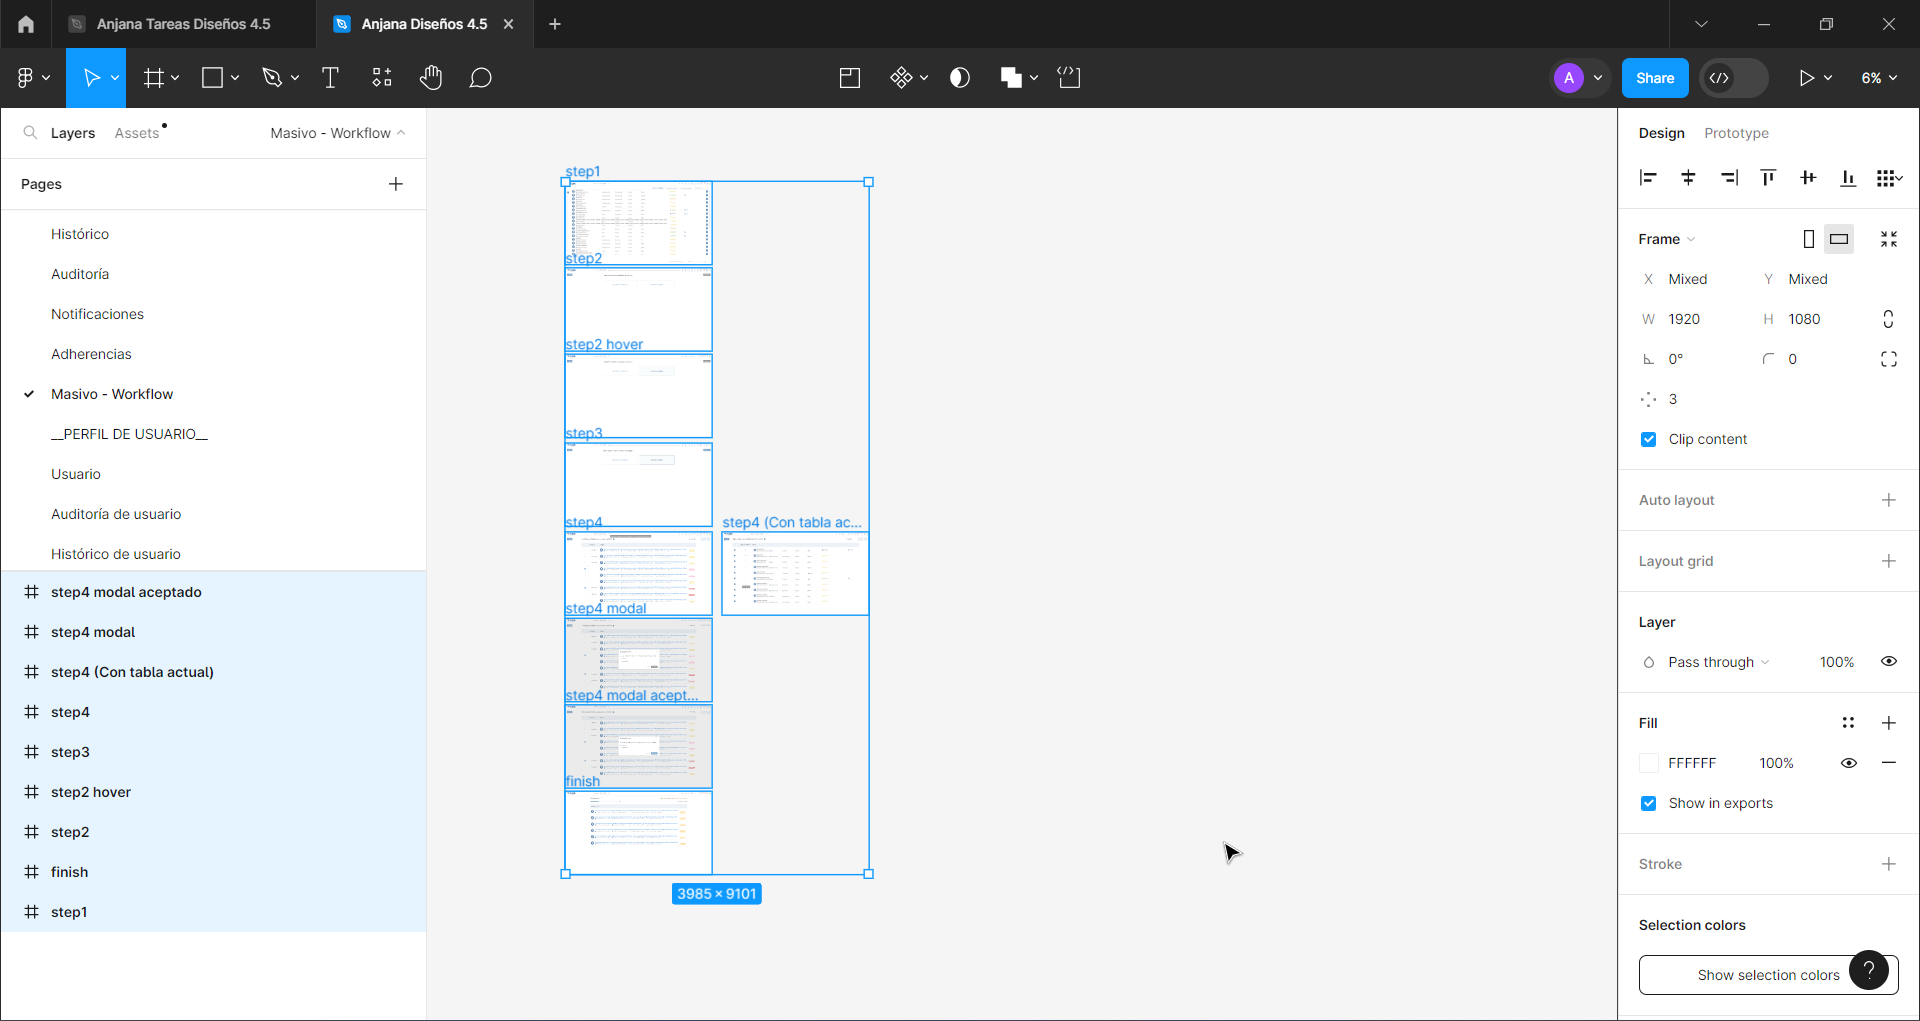 Anjana Tareas Diseños 4.5
Anjana Diseños 4.5
A
Share
6%
Layers
Assets
Masivo - Workflow
Pages
Histórico
Auditoría
Notificaciones
Adherencias
Masivo - Workflow
__PERFIL DE USUARIO__
Usuario
Auditoría de usuario
Histórico de usuario
step4 modal aceptado
step4 modal
step4 (Con tabla actual)
step4
step3
step2 hover
step2
finish
step1
step1
step2
step2 hover
step3
step4
step4 (Con tabla ac...
step4 modal
step4 modal acept...
finish
3985 × 9101
Design
Prototype
Frame
X Mixed
Y Mixed
W 1920
H 1080
0°
0
3
Clip content
Auto layout
Layout grid
Layer
Pass through
100%
Fill
FFFFFF
100%
Show in exports
Stroke
Selection colors
Show selection colors
?